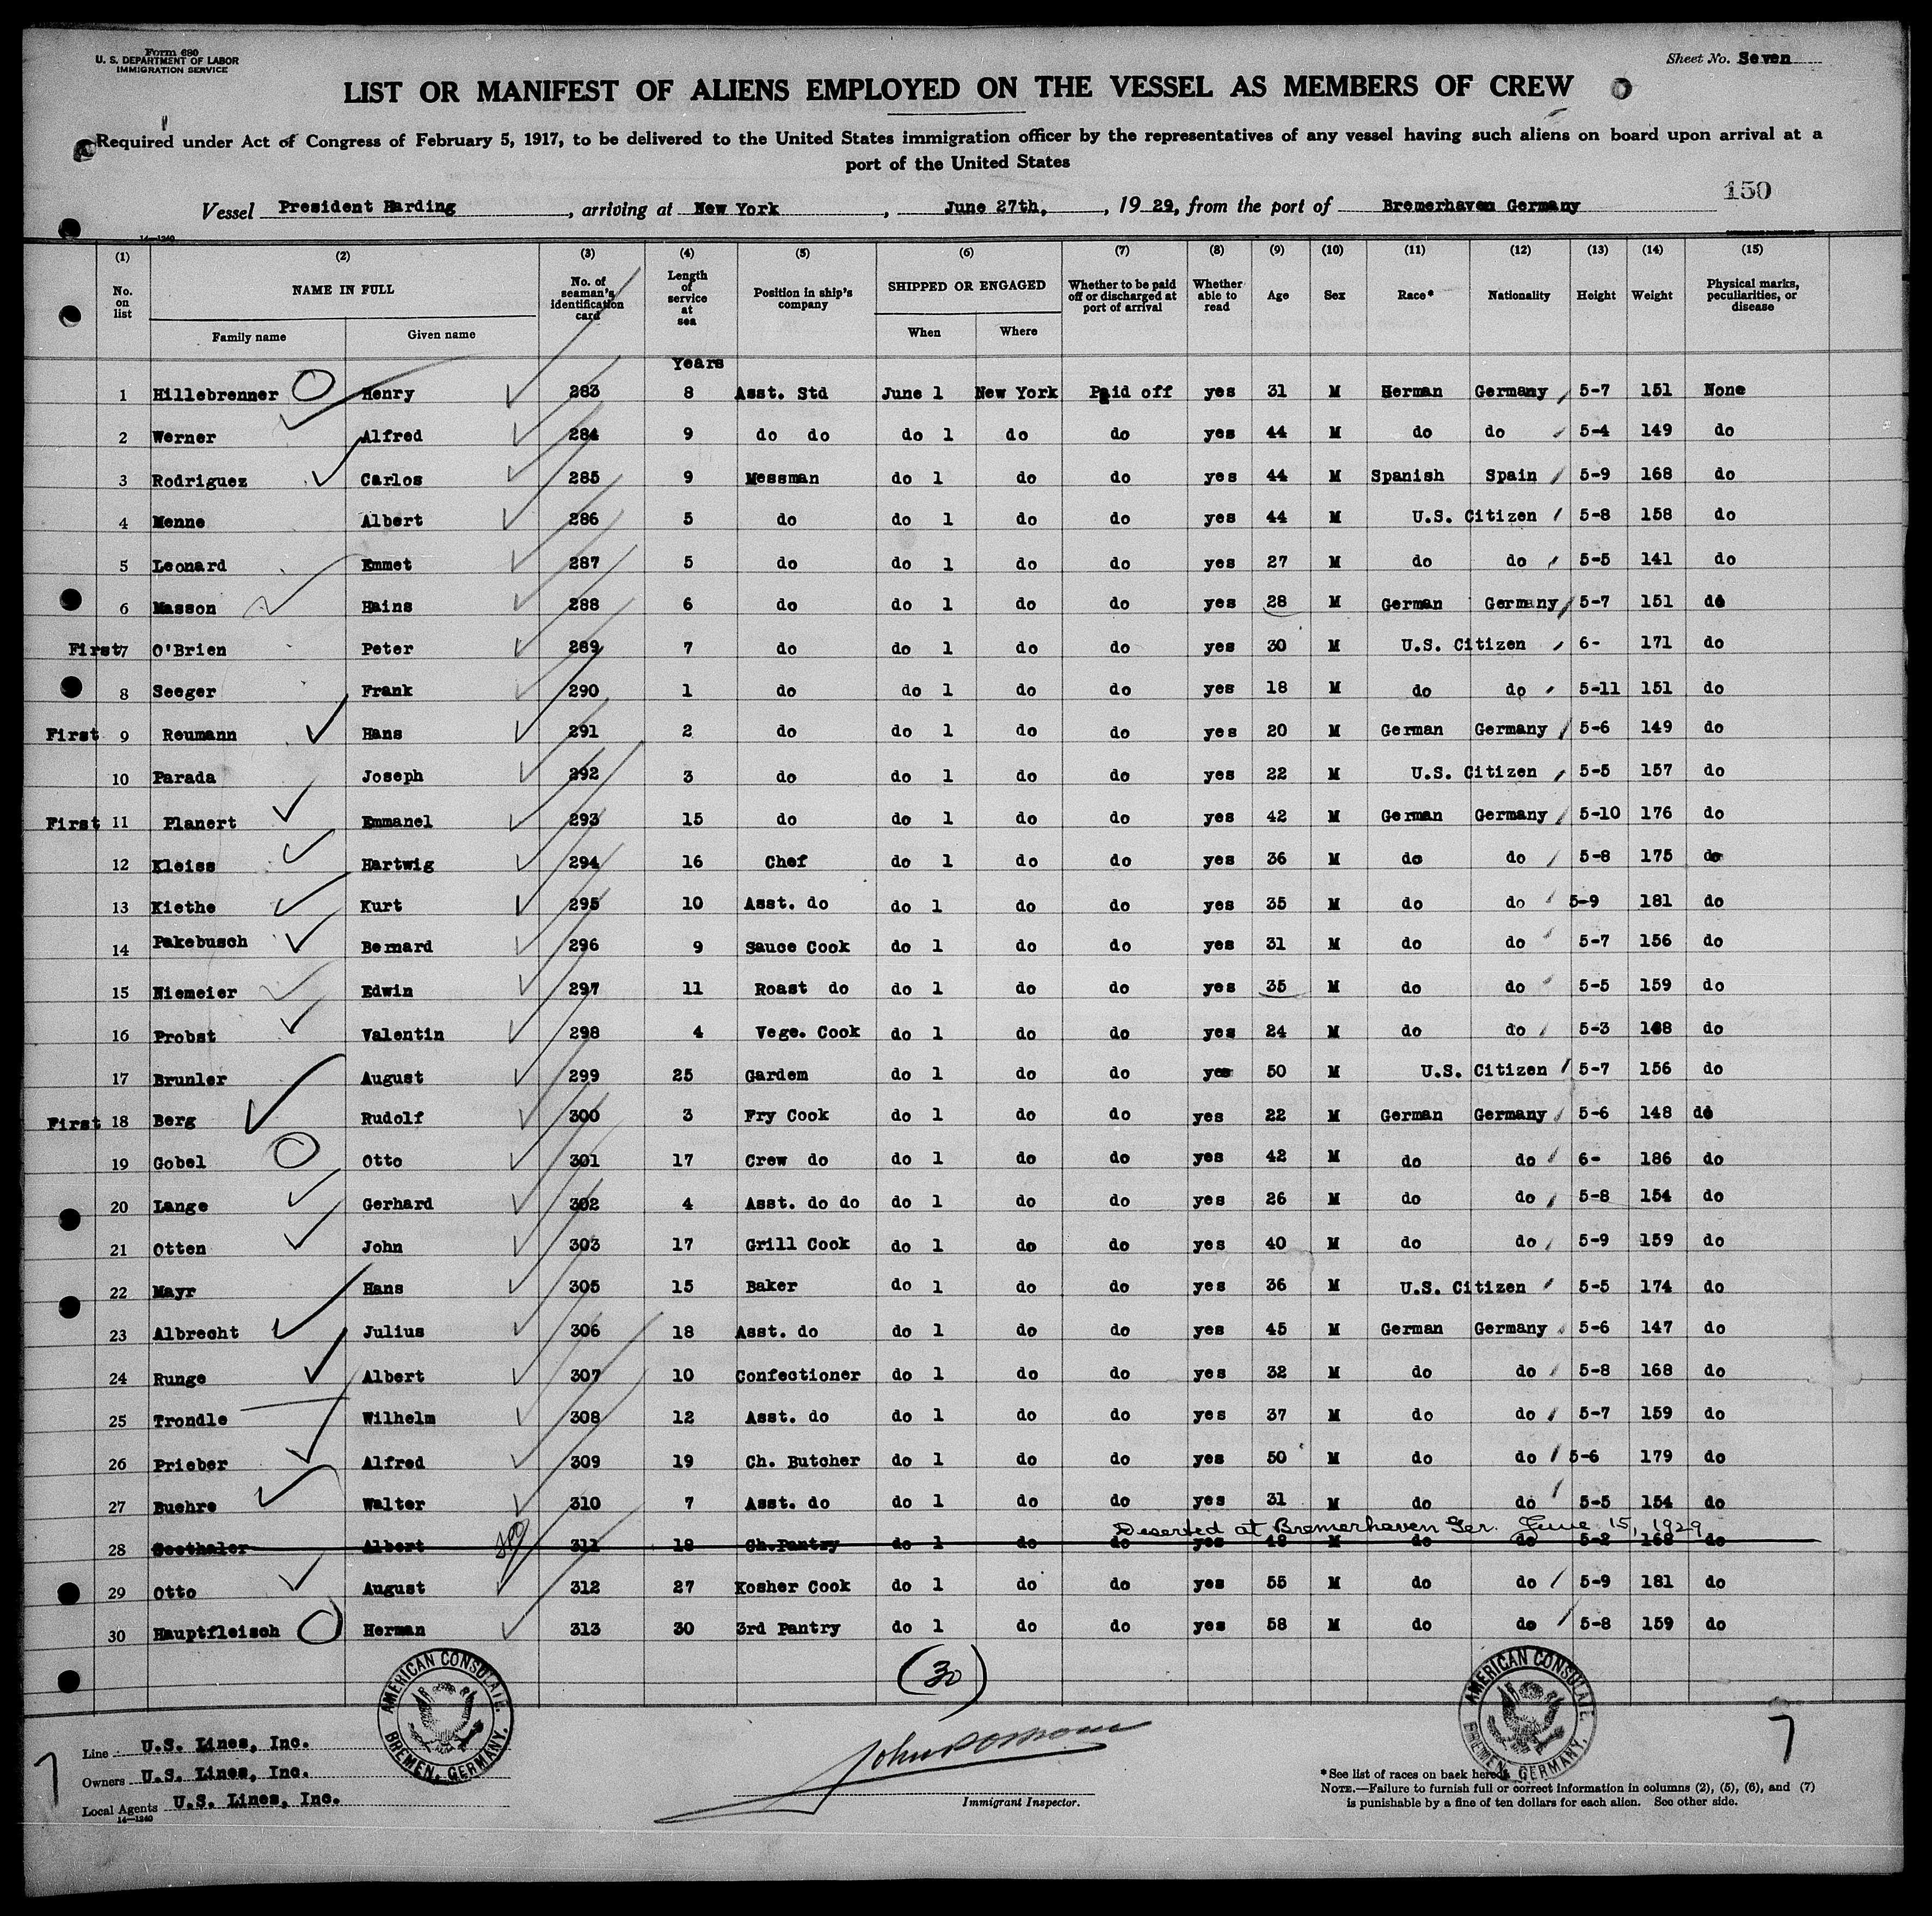 Form 680
U. S. DEPARTMENT OF LABOR
IMMIGRATION SERVICE
Sheet No. Seven
LIST OR MANIFEST OF ALIENS EMPLOYED ON THE VESSEL AS MEMBERS OF CREW
Required under Act of Congress of February 5, 1917, to be delivered to the United States immigration officer by the representatives of any vessel having such aliens on board upon arrival at a
port of the United States
150
Vessel President Harding, arriving at New York, June 27th, 1929, from the port of Bremerhaven Germany
14—1240
(1) (2) (3) (4) (5) (6) (7) (8) (9) (10) (11) (12) (13) (14) (15)
No. on list NAME IN FULL Family name Given name No. of seaman's identification card Length of service at sea Position in ship's company SHIPPED OR ENGAGED When Where Whether to be paid off or discharged at port of arrival Whether able to read Age Sex Race* Nationality Height Weight Physical marks, peculiarities, or disease
Years
1 Hillebrenner Henry 283 8 Asst. Std June 1 New York Paid off yes 31 M Herman Germany 5-7 151 None
2 Werner Alfred 284 9 do do do 1 do do yes 44 M do do 5-4 149 do
3 Rodriguez Carlos 285 9 Messman do 1 do do yes 44 M Spanish Spain 5-9 168 do
4 Menne Albert 286 5 do do 1 do do yes 44 M U.S. Citizen 5-8 158 do
5 Leonard Emmet 287 5 do do 1 do do yes 27 M do do 5-5 141 do
6 Masson Hains 288 6 do do 1 do do yes 28 M German Germany 5-7 151 do
First 7 O'Brien Peter 289 7 do do 1 do do yes 30 M U.S. Citizen 6- 171 do
8 Seeger Frank 290 1 do do 1 do do yes 18 M do do 5-11 151 do
First 9 Reumann Hans 291 2 do do 1 do do yes 20 M German Germany 5-6 149 do
10 Parada Joseph 292 3 do do 1 do do yes 22 M U.S. Citizen 5-5 157 do
First 11 Planert Emmanel 293 15 do do 1 do do yes 42 M German Germany 5-10 176 do
12 Kleiss Hartwig 294 16 Chef do 1 do do yes 36 M do do 5-8 175 do
13 Kiethe Kurt 295 10 Asst. do do 1 do do yes 35 M do do 5-9 181 do
14 Pakebusch Bernard 296 9 Sauce Cook do 1 do do yes 31 M do do 5-7 156 do
15 Niemeier Edwin 297 11 Roast do do 1 do do yes 35 M do do 5-5 159 do
16 Probst Valentin 298 4 Vege. Cook do 1 do do yes 24 M do do 5-3 do
17 Brunler August 299 25 Gardem do 1 do do yes 50 M U.S. Citizen 5-7 156 do
First 18 Berg Rudolf 300 3 Fry Cook do 1 do do yes 22 M German Germany 5-6 148 do
19 Gobel Otto 301 17 Crew do do 1 do do yes 42 M do do 6- 186 do
20 Lange Gerhard 302 4 Asst. do do do 1 do do yes 26 M do do 5-8 154 do
21 Otten John 303 17 Grill Cook do 1 do do yes 40 M do do 5-9 159 do
22 Mayr Hans 305 15 Baker do 1 do do yes 36 M U.S. Citizen 5-5 174 do
23 Albrecht Julius 306 18 Asst. do do 1 do do yes 45 M German Germany 5-6 147 do
24 Runge Albert 307 10 Confectioner do 1 do do yes 32 M do do 5-8 168 do
25 Trondle Wilhelm 308 12 Asst. do do 1 do do yes 37 M do do 5-7 159 do
26 Prieber Alfred 309 19 Ch. Butcher do 1 do do yes 50 M do do 5-6 179 do
27 Buehre Walter 310 7 Asst. do do 1 do do yes 31 M do do 5-5 154 do
Deserted at Bremerhaven Ger. June 15, 1929
28 Goethaler Albert 311 18 Ch.Pantry do 1 do do yes 48 M do do 5-2 168 do
29 Otto August 312 27 Kosher Cook do 1 do do yes 55 M do do 5-9 181 do
30 Hauptfleisch Herman 313 30 3rd Pantry do 1 do do yes 58 M do do 5-8 159 do
(30)
AMERICAN CONSULATE, BREMEN, GERMANY.
AMERICAN CONSULATE BREMEN, GERMANY.
7
7
Line U.S. Lines, Inc.
Owners U.S. Lines, Inc.
Local Agents U.S. Lines, Inc.
14—1240
Immigrant Inspector.
*See list of races on back hereof.
NOTE.—Failure to furnish full or correct information in columns (2), (5), (6), and (7)
is punishable by a fine of ten dollars for each alien. See other side.